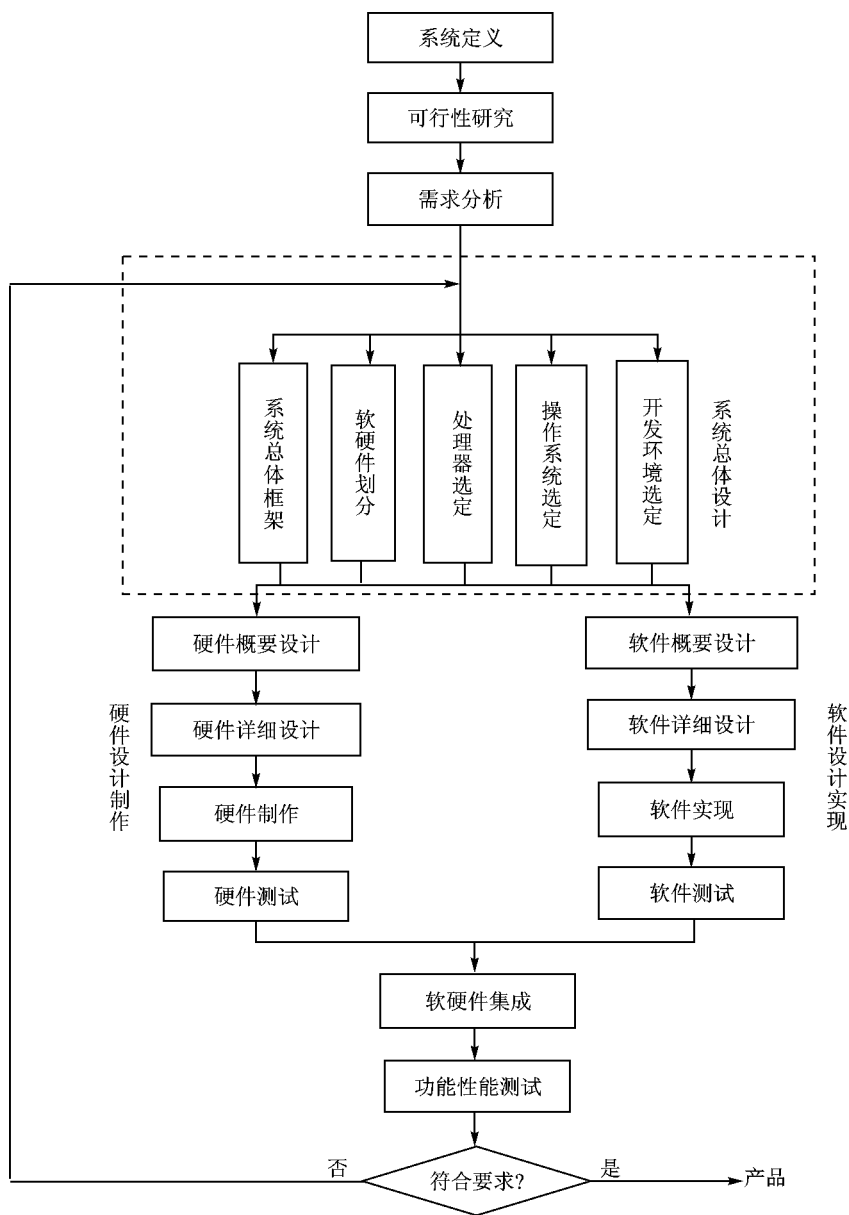 系统定义
可行性研究
需求分析
系统总体框架
软硬件划分
处理器选定
操作系统选定
开发环境选定
系统总体设计
硬件概要设计
软件概要设计
硬件设计制作
硬件详细设计
软件详细设计
软件设计实现
硬件制作
软件实现
硬件测试
软件测试
软硬件集成
功能性能测试
否
符合要求?
是
产品